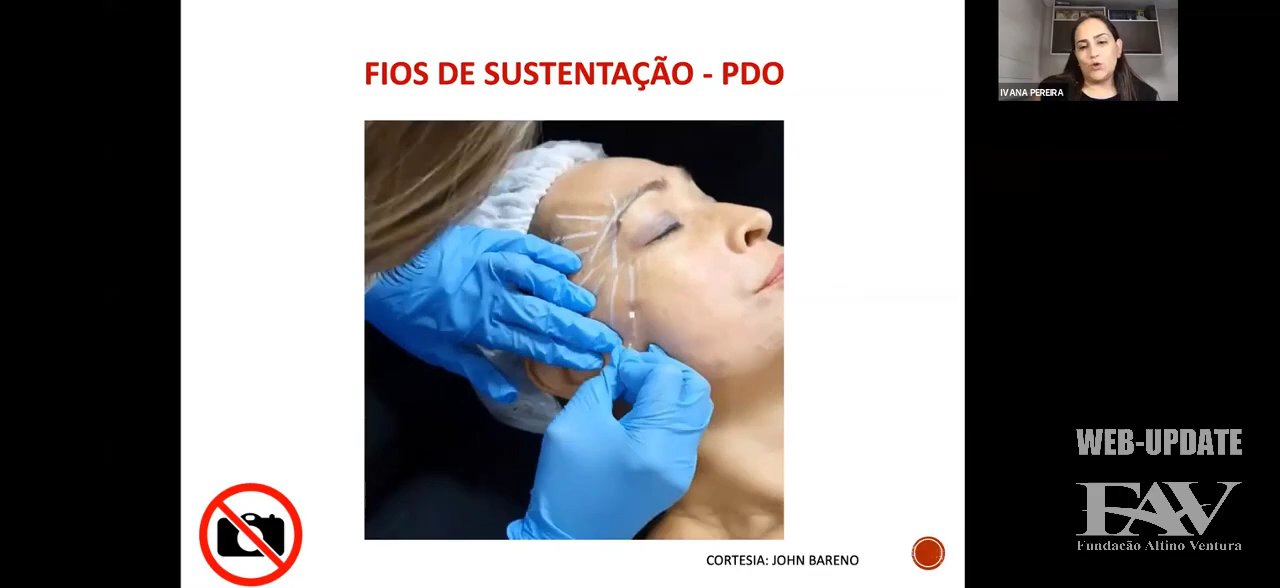 FIOS DE SUSTENTAÇÃO - PDO
IVANA PEREIRA
WEB-UPDATE
FAV
Fundação Altino Ventura
CORTESIA: JOHN BARENO